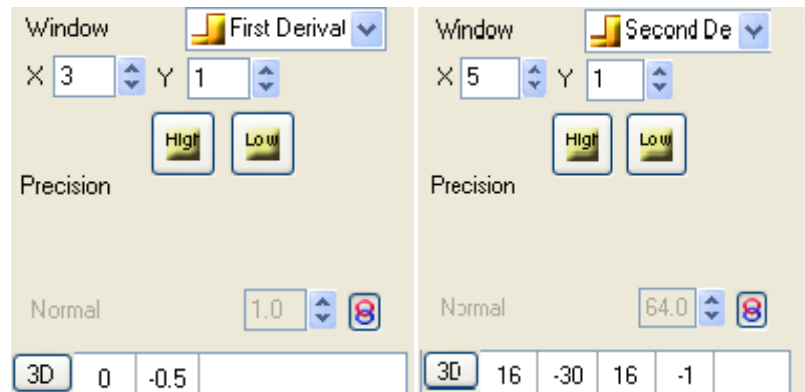 Window First Derivat
X 3 Y 1
High Low
Precision
Normal 1.0
3D 0 -0.5
Window Second De
X 5 Y 1
High Low
Precision
Normal 64.0
3D 16 -30 16 -1